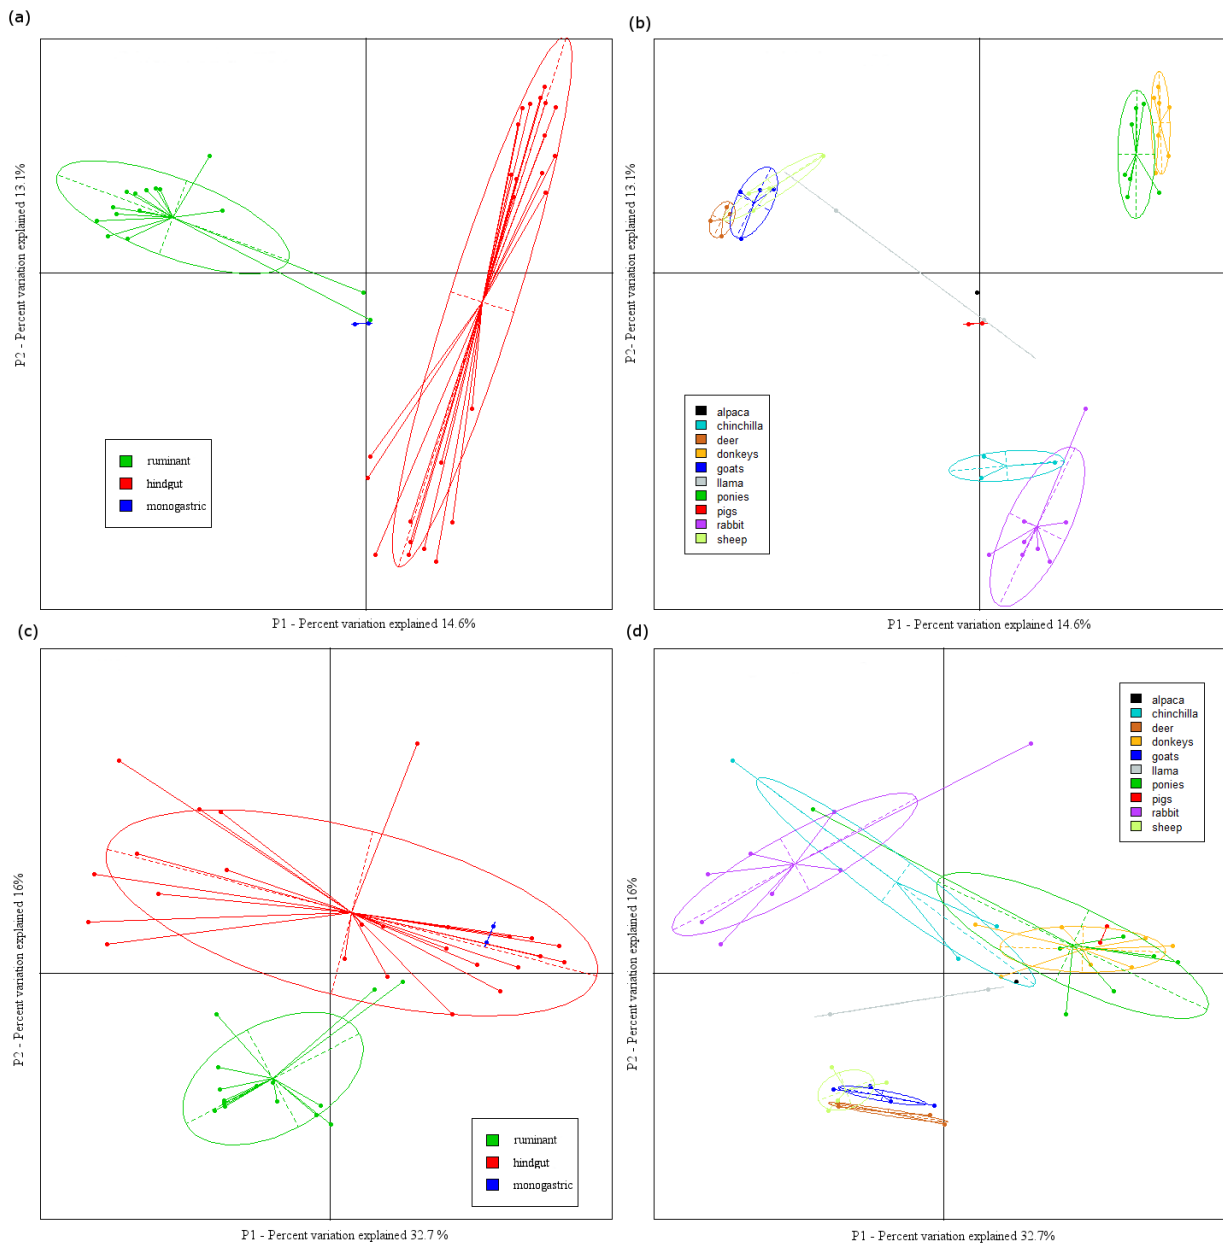 (a)
P2 - Percent variation explained 13.1%
ruminant
hindgut
monogastric
P1 - Percent variation explained 14.6%
(b)
P2- Percent variation explained 13.1%
alpaca
chinchilla
deer
donkeys
goats
llama
ponies
pigs
rabbit
sheep
P1 - Percent variation explained 14.6%
(c)
P2 - Percent variation explained 16%
ruminant
hindgut
monogastric
P1 - Percent variation explained 32.7 %
(d)
P2 - Percent variation explained 16%
alpaca
chinchilla
deer
donkeys
goats
llama
ponies
pigs
rabbit
sheep
P1 - Percent variation explained 32.7%